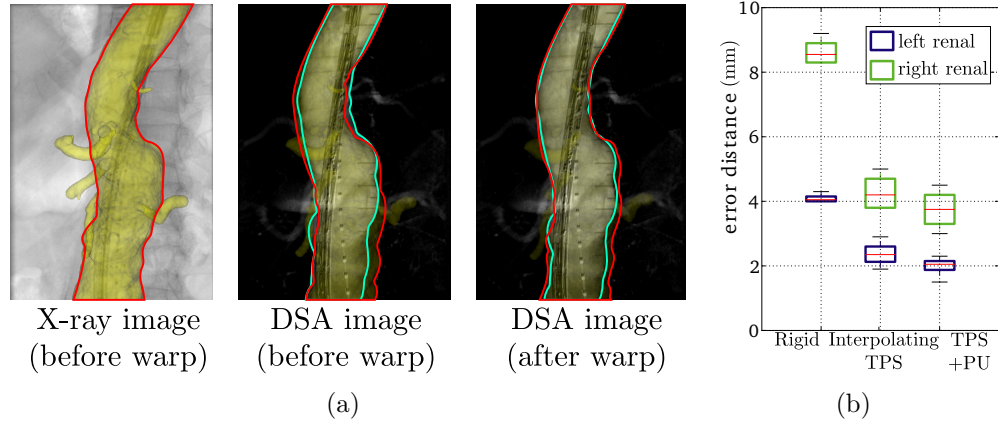 X-ray image
(before warp)
DSA image
(before warp)
DSA image
(after warp)
(a)
10
8
6
4
2
0
error distance (mm)
left renal
right renal
Rigid
Interpolating
TPS
TPS
+PU
(b)